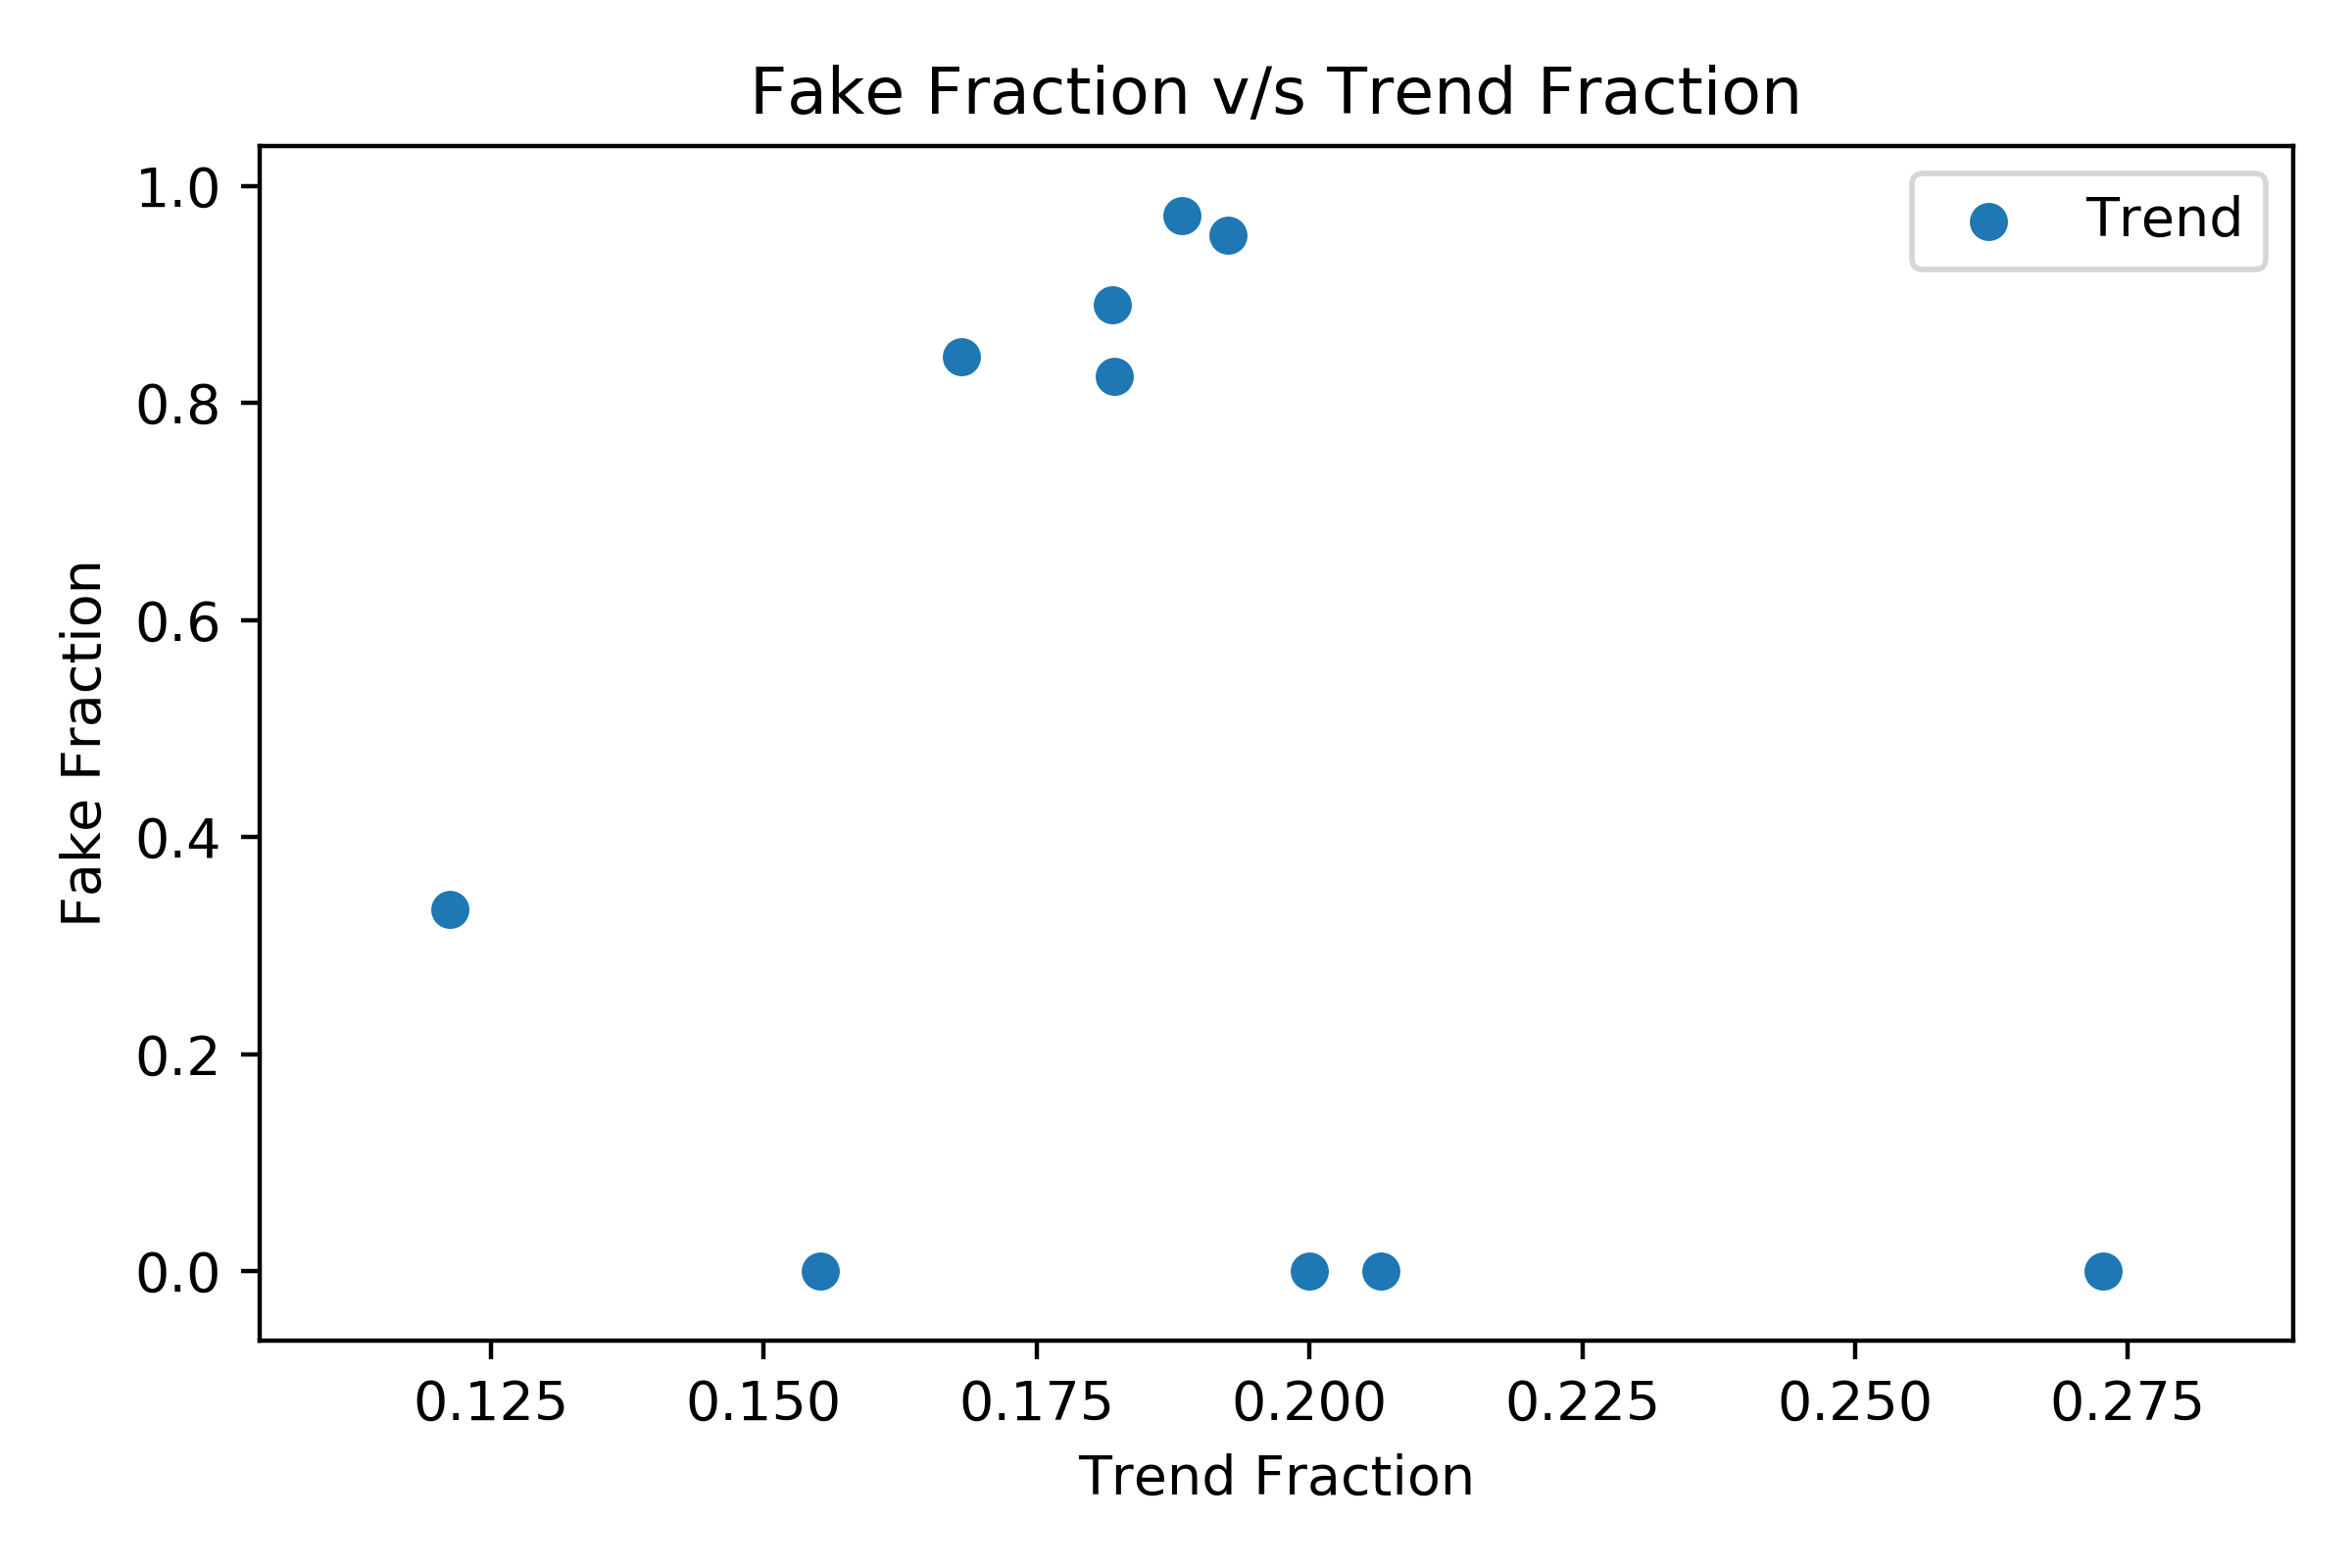 Fake Fraction v/s Trend Fraction
Trend
1.0
0.8
0.6
0.4
0.2
0.0
Fake Fraction
0.125 0.150 0.175 0.200 0.225 0.250 0.275
Trend Fraction